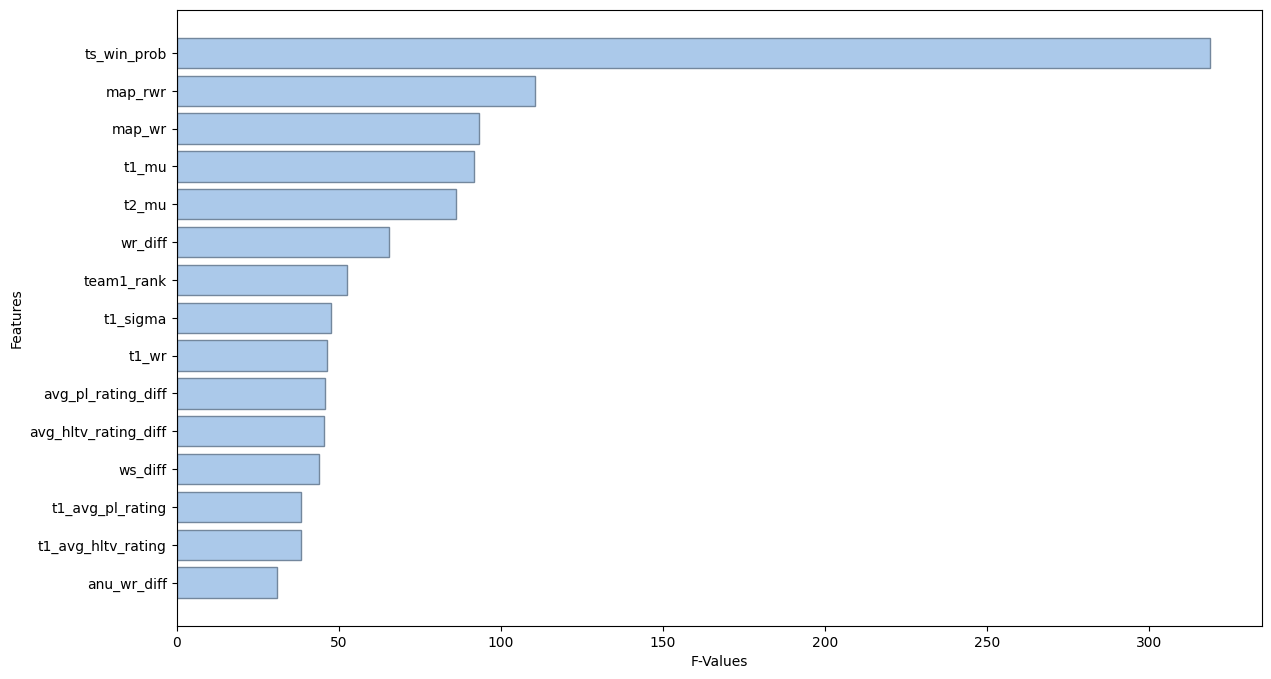 ts_win_prob
map_rwr
map_wr
t1_mu
t2_mu
wr_diff
team1_rank
t1_sigma
t1_wr
avg_pl_rating_diff
avg_hltv_rating_diff
ws_diff
t1_avg_pl_rating
t1_avg_hltv_rating
anu_wr_diff
Features
0 50 100 150 200 250 300
F-Values